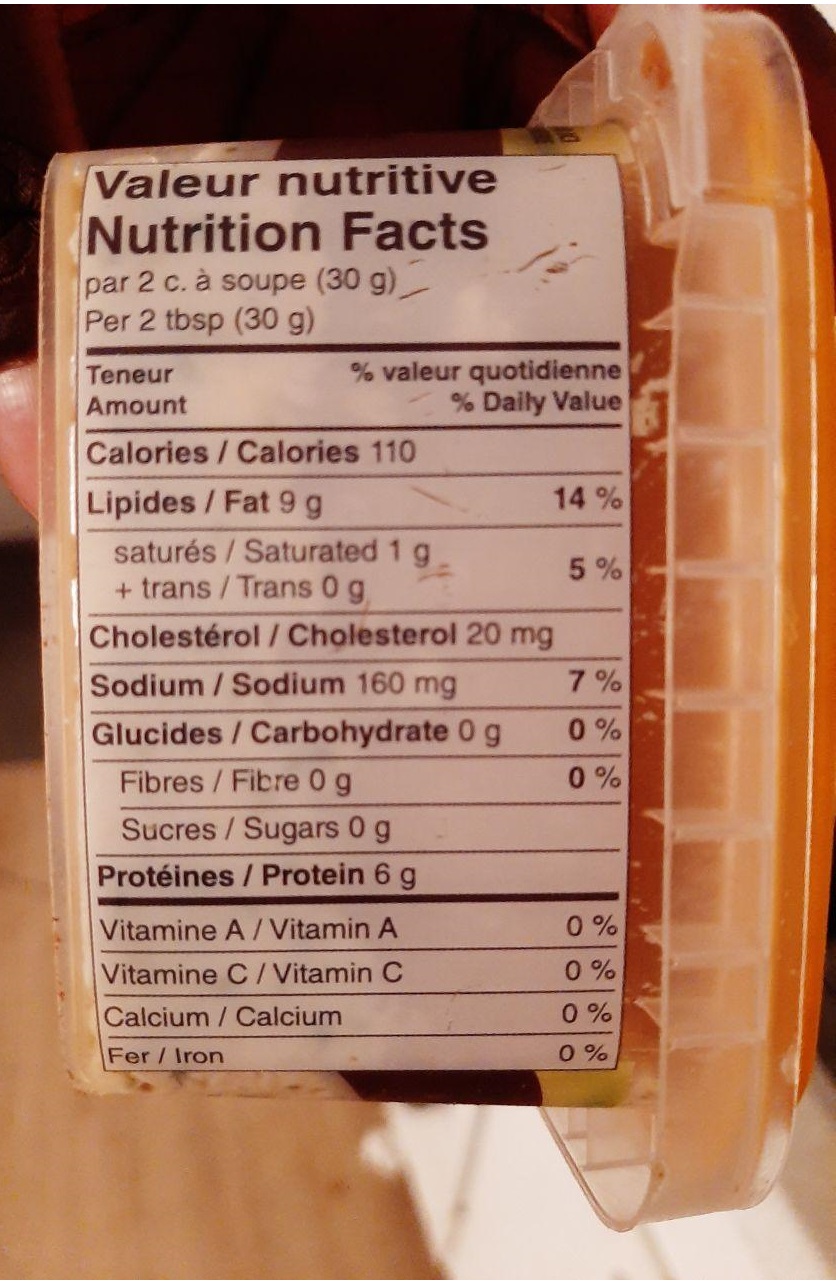 Valeur nutritive
Nutrition Facts
par 2 c. à soupe (30 g)
Per 2 tbsp (30 g)
Teneur % valeur quotidienne
Amount % Daily Value
Calories / Calories 110
Lipides / Fat 9 g 14 %
saturés / Saturated 1 g
+ trans / Trans 0 g 5 %
Cholestérol / Cholesterol 20 mg
Sodium / Sodium 160 mg 7 %
Glucides / Carbohydrate 0 g 0 %
Fibres / Fibre 0 g 0 %
Sucres / Sugars 0 g
Protéines / Protein 6 g
Vitamine A / Vitamin A 0 %
Vitamine C / Vitamin C 0 %
Calcium / Calcium 0 %
Fer / Iron 0 %